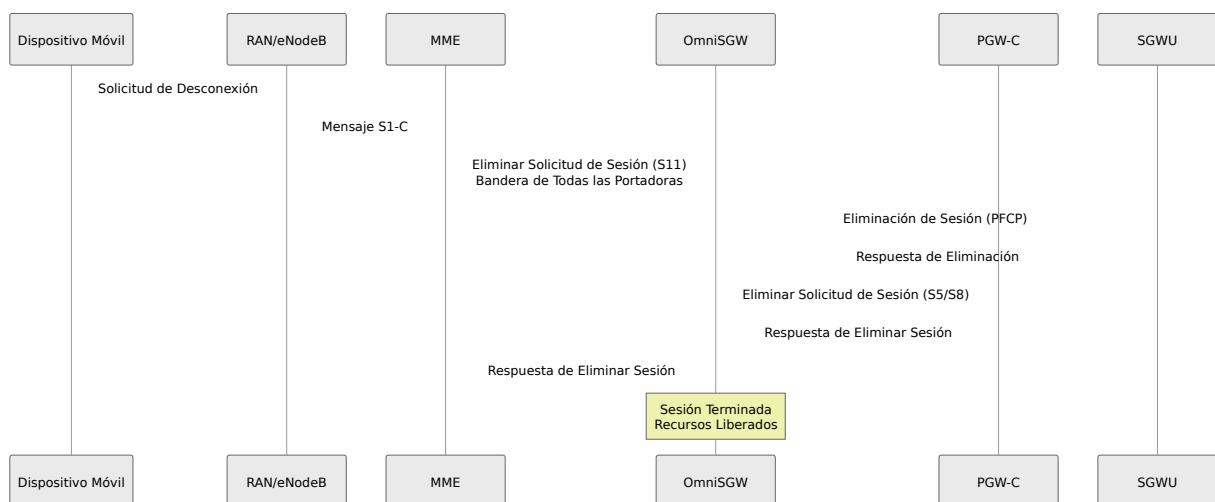 Dispositivo Móvil
RAN/eNodeB
MME
OmniSGW
PGW-C
SGWU
Solicitud de Desconexión
Mensaje S1-C
Eliminar Solicitud de Sesión (S11)
Bandera de Todas las Portadoras
Eliminación de Sesión (PFCP)
Respuesta de Eliminación
Eliminar Solicitud de Sesión (S5/S8)
Respuesta de Eliminar Sesión
Respuesta de Eliminar Sesión
Sesión Terminada
Recursos Liberados
Dispositivo Móvil
RAN/eNodeB
MME
OmniSGW
PGW-C
SGWU